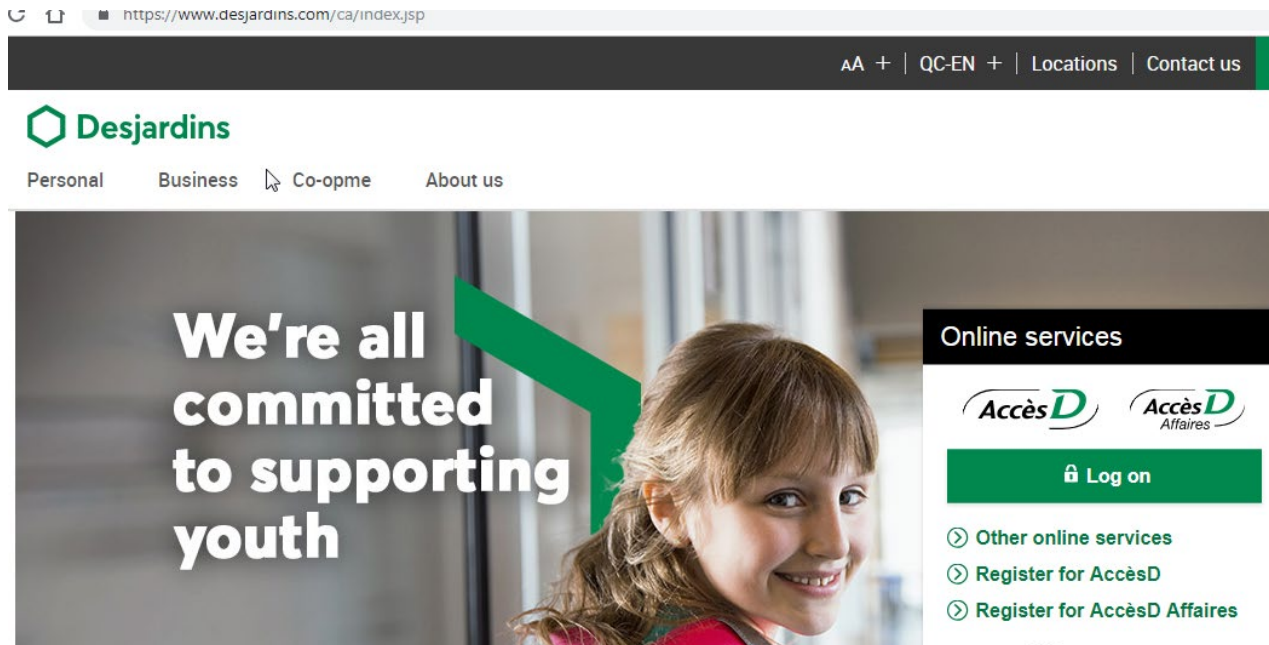 https://www.desjardins.com/ca/index.jsp
AA + | QC-EN + | Locations | Contact us
Desjardins
Personal Business Co-opme About us
We're all
committed
to supporting
youth
Online services
AccèsD AccèsD
Affaires
Log on
Other online services
Register for AccèsD
Register for AccèsD Affaires